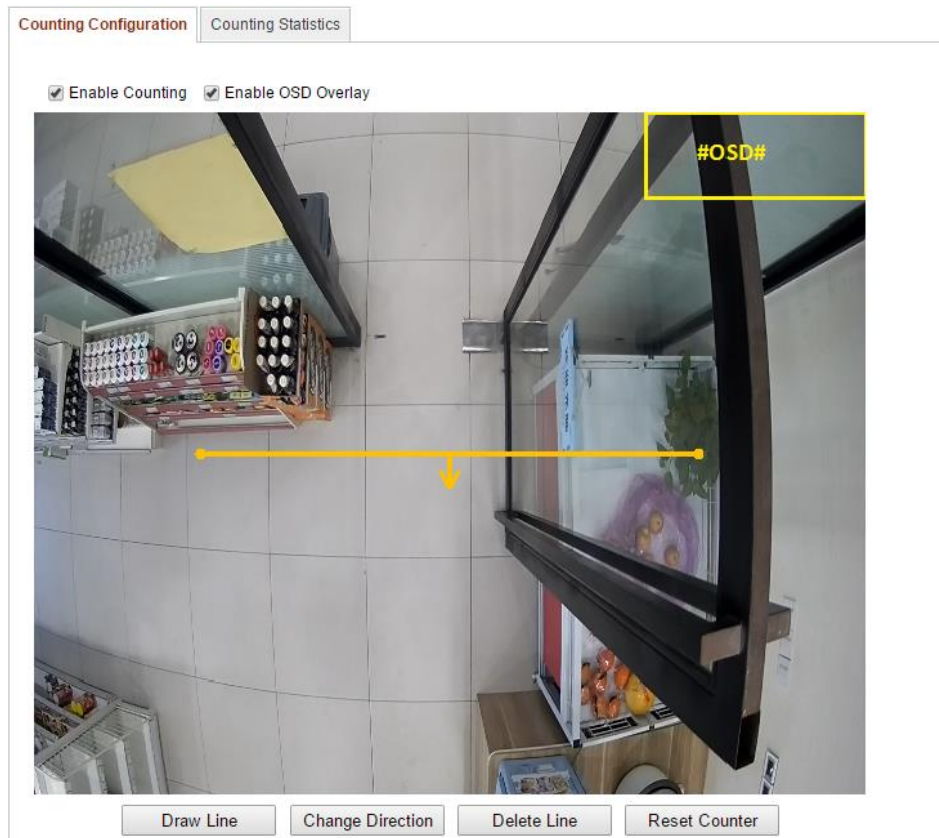 Counting Configuration Counting Statistics
Enable Counting Enable OSD Overlay
#OSD#
Draw Line Change Direction Delete Line Reset Counter